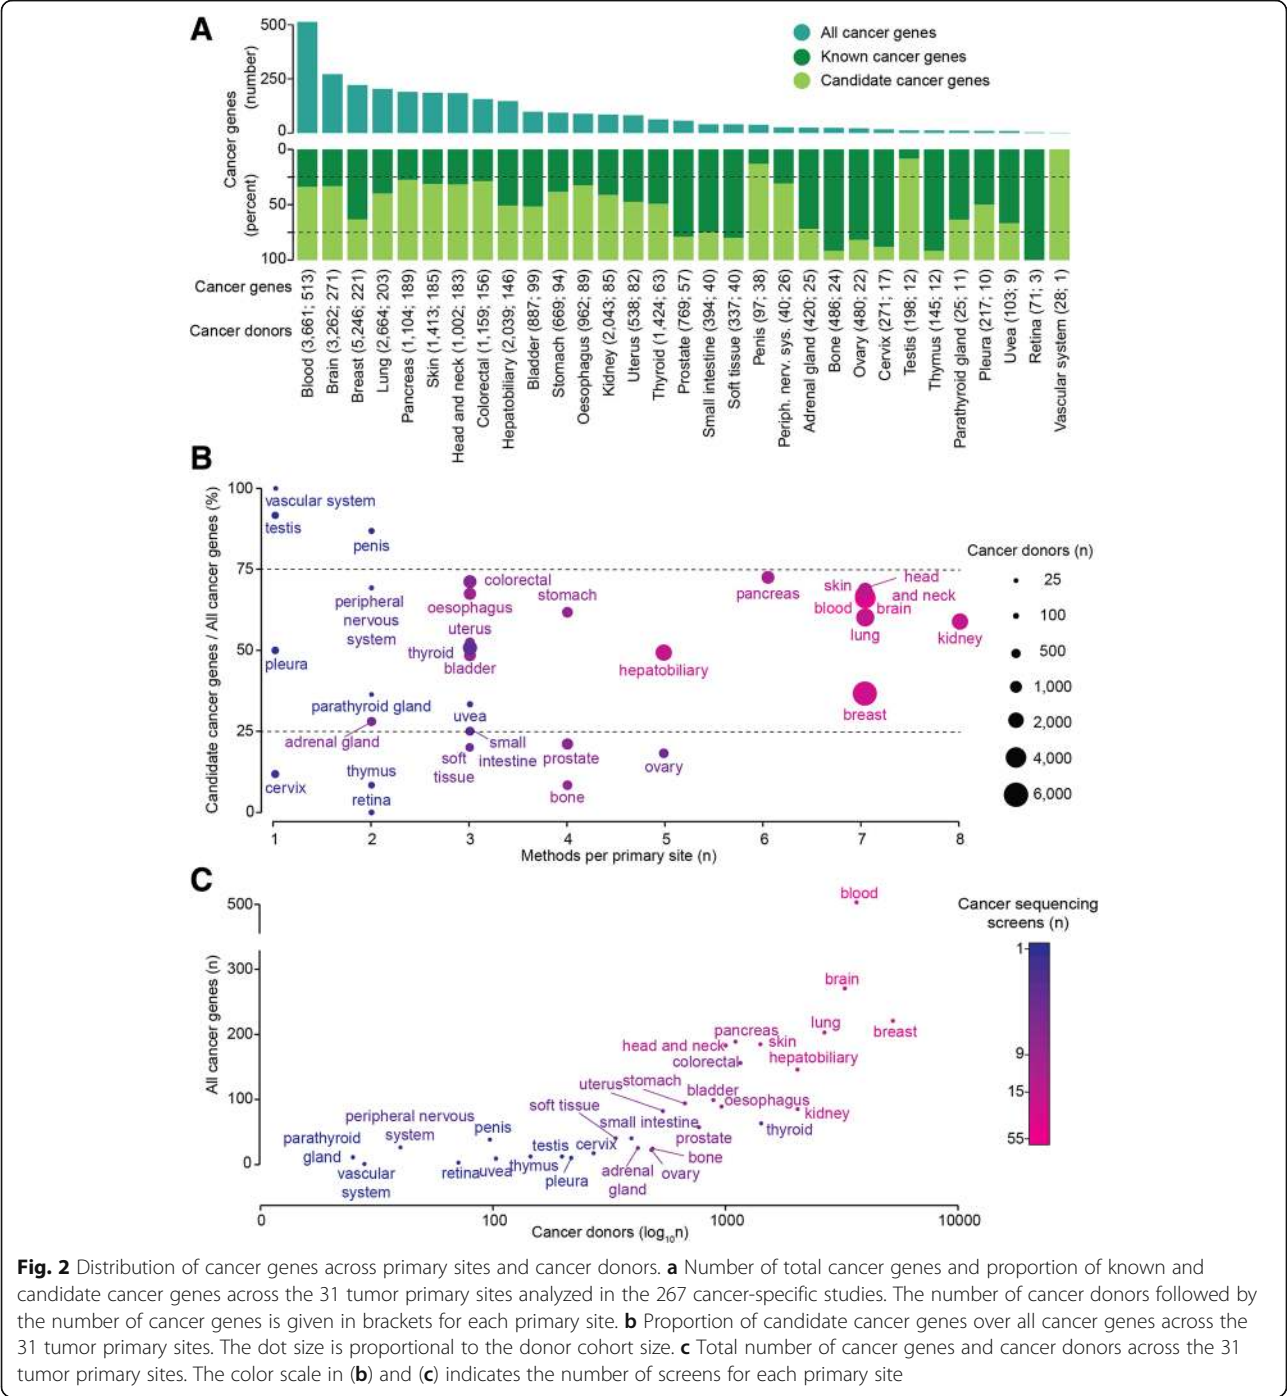 A
500
250
0
Cancer genes
(number)
(percent)
0
50
100
All cancer genes
Known cancer genes
Candidate cancer genes
Cancer genes
Cancer donors
Blood (3,661; 513)
Brain (3,262; 271)
Breast (5,246; 221)
Lung (2,664; 203)
Pancreas (1,104; 189)
Skin (1,413; 185)
Head and neck (1,002; 183)
Colorectal (1,159; 156)
Hepatobiliary (2,039; 146)
Bladder (887; 99)
Stomach (669; 94)
Oesophagus (962; 89)
Kidney (2,043; 85)
Uterus (538; 82)
Thyroid (1,424; 63)
Prostate (769; 57)
Small intestine (394; 40)
Soft tissue (337; 40)
Penis (97; 38)
Periph. nerv. sys. (40; 26)
Adrenal gland (420; 25)
Bone (486; 24)
Ovary (480; 22)
Cervix (271; 17)
Testis (198; 12)
Thymus (145; 12)
Parathyroid gland (25; 11)
Pleura (217; 10)
Uvea (103; 9)
Retina (71; 3)
Vascular system (28; 1)
B
Candidate cancer genes / All cancer genes (%)
100
75
50
25
0
vascular system
testis
penis
peripheral
nervous
system
pleura
parathyroid gland
adrenal gland
cervix
thymus
retina
colorectal
oesophagus
uterus
thyroid
bladder
uvea
small
intestine
soft
tissue
stomach
prostate
bone
hepatobiliary
ovary
pancreas
skin
head
and neck
blood
brain
lung
breast
kidney
1
2
3
4
5
6
7
8
Methods per primary site (n)
Cancer donors (n)
25
100
500
1,000
2,000
4,000
6,000
C
All cancer genes (n)
500
300
200
100
0
blood
brain
lung
breast
pancreas
head and neck
skin
colorectal
hepatobiliary
uterus
stomach
bladder
oesophagus
kidney
soft tissue
small intestine
thyroid
peripheral nervous
system
penis
prostate
parathyroid
gland
testis
cervix
bone
vascular
system
retina
uvea
thymus
pleura
adrenal
gland
ovary
0
100
1000
10000
Cancer donors (log10n)
Cancer sequencing
screens (n)
1
9
15
55
Fig. 2 Distribution of cancer genes across primary sites and cancer donors. a Number of total cancer genes and proportion of known and
candidate cancer genes across the 31 tumor primary sites analyzed in the 267 cancer-specific studies. The number of cancer donors followed by
the number of cancer genes is given in brackets for each primary site. b Proportion of candidate cancer genes over all cancer genes across the
31 tumor primary sites. The dot size is proportional to the donor cohort size. c Total number of cancer genes and cancer donors across the 31
tumor primary sites. The color scale in (b) and (c) indicates the number of screens for each primary site